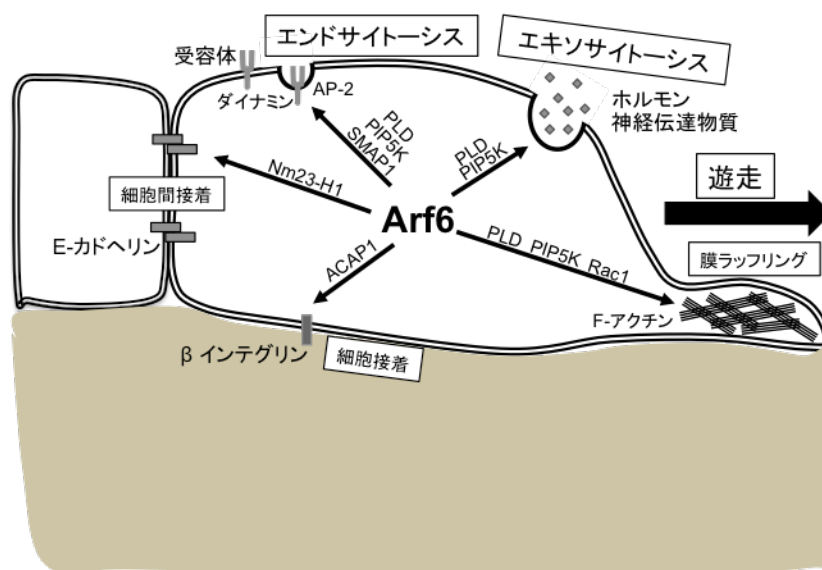 エンドサイトーシス
エキソサイトーシス
受容体
ダイナミン
AP-2
ホルモン
神経伝達物質
PLD
PIP5K
SMAP1
PLD
PIP5K
Nm23-H1
細胞間接着
遊走
Arf6
E-カドヘリン
ACAP1
PLD PIP5K Rac1
膜ラッフリング
F-アクチン
β インテグリン
細胞接着